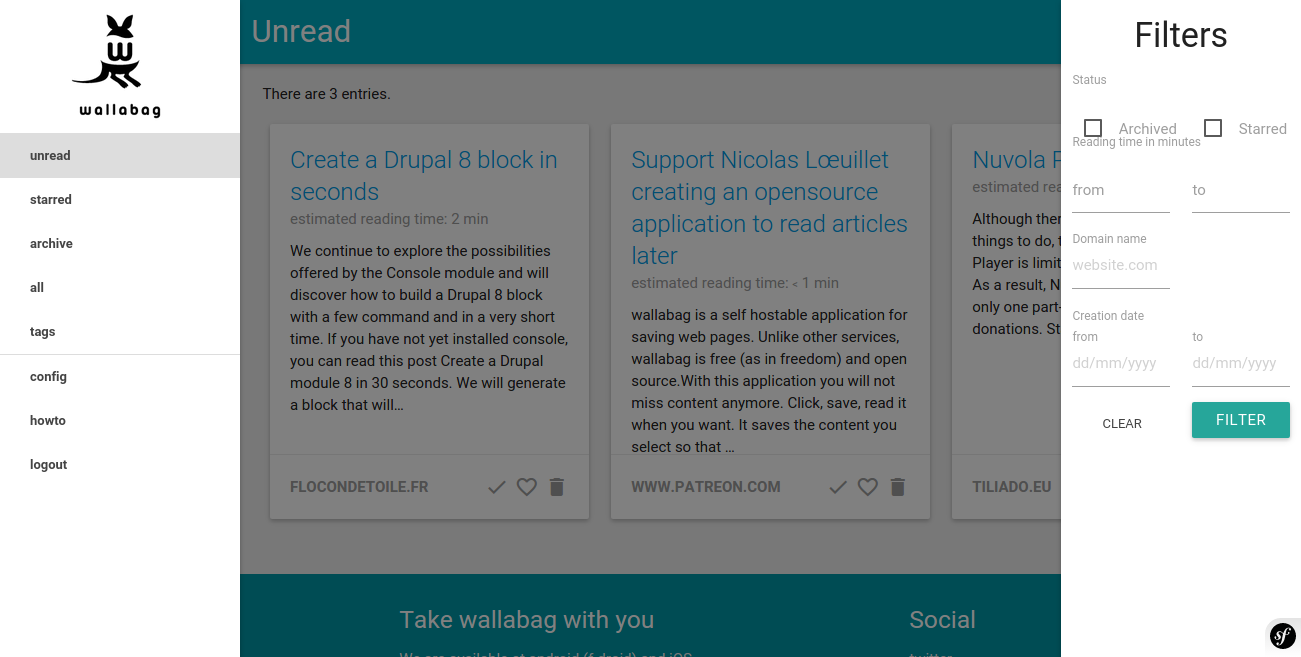 wallabag
unread
starred
archive
all
tags
config
howto
logout
Unread
There are 3 entries.
Create a Drupal 8 block in
seconds
estimated reading time: 2 min
We continue to explore the possibilities
offered by the Console module and will
discover how to build a Drupal 8 block
with a few command and in a very short
time. If you have not yet installed console,
you can read this post Create a Drupal
module 8 in 30 seconds. We will generate
a block that will…
FLOCONDETOILE.FR
Support Nicolas Lœuillet
creating an opensource
application to read articles
later
estimated reading time: < 1 min
wallabag is a self hostable application for
saving web pages. Unlike other services,
wallabag is free (as in freedom) and open
source.With this application you will not
miss content anymore. Click, save, read it
when you want. It saves the content you
select so that …
WWW.PATREON.COM
Nuvola
estimated rea
Although ther
things to do,
Player is limit
As a result, N
only one part-
donations. St
TILIADO.EU
Take wallabag with you
We are available at android (f-droid) and iOS
Social
twitter
Filters
Status
Archived
Starred
Reading time in minutes
from
to
Domain name
website.com
Creation date
from
to
dd/mm/yyyy
dd/mm/yyyy
CLEAR
FILTER
sf